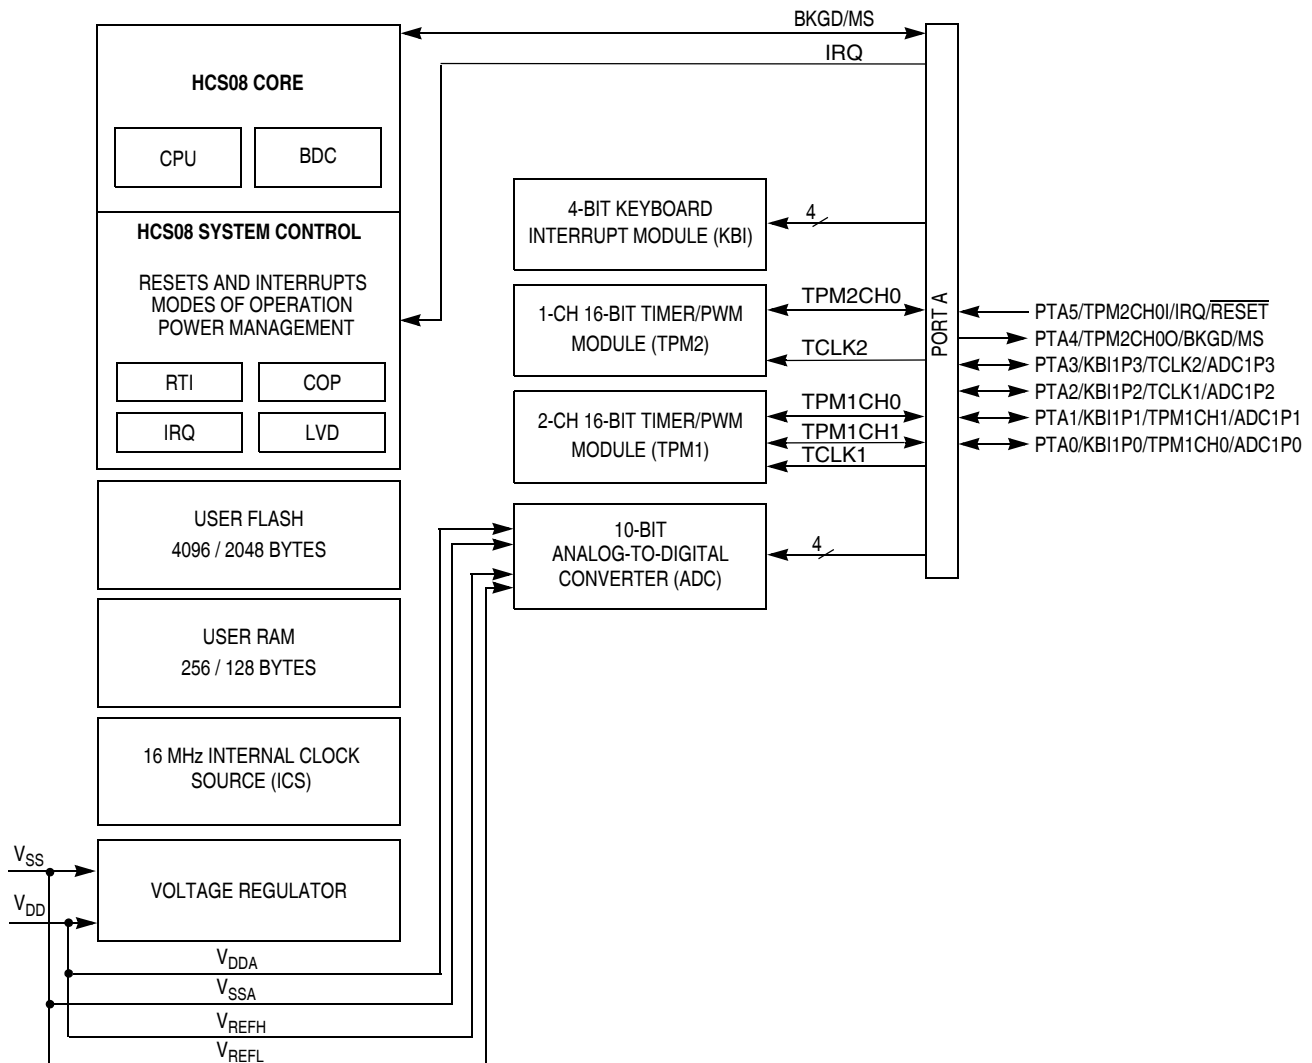 BKGD/MS
IRQ
HCS08 CORE
CPU
BDC
HCS08 SYSTEM CONTROL
RESETS AND INTERRUPTS
MODES OF OPERATION
POWER MANAGEMENT
RTI
COP
IRQ
LVD
USER FLASH
4096 / 2048 BYTES
USER RAM
256 / 128 BYTES
16 MHz INTERNAL CLOCK
SOURCE (ICS)
VOLTAGE REGULATOR
VSS
VDD
VDDA
VSSA
VREFH
VREFL
4-BIT KEYBOARD
INTERRUPT MODULE (KBI)
4
1-CH 16-BIT TIMER/PWM
MODULE (TPM2)
TPM2CH0
TCLK2
2-CH 16-BIT TIMER/PWM
MODULE (TPM1)
TPM1CH0
TPM1CH1
TCLK1
10-BIT
ANALOG-TO-DIGITAL
CONVERTER (ADC)
4
PORT A
PTA5/TPM2CH0I/IRQ/RESET
PTA4/TPM2CH0O/BKGD/MS
PTA3/KBI1P3/TCLK2/ADC1P3
PTA2/KBI1P2/TCLK1/ADC1P2
PTA1/KBI1P1/TPM1CH1/ADC1P1
PTA0/KBI1P0/TPM1CH0/ADC1P0